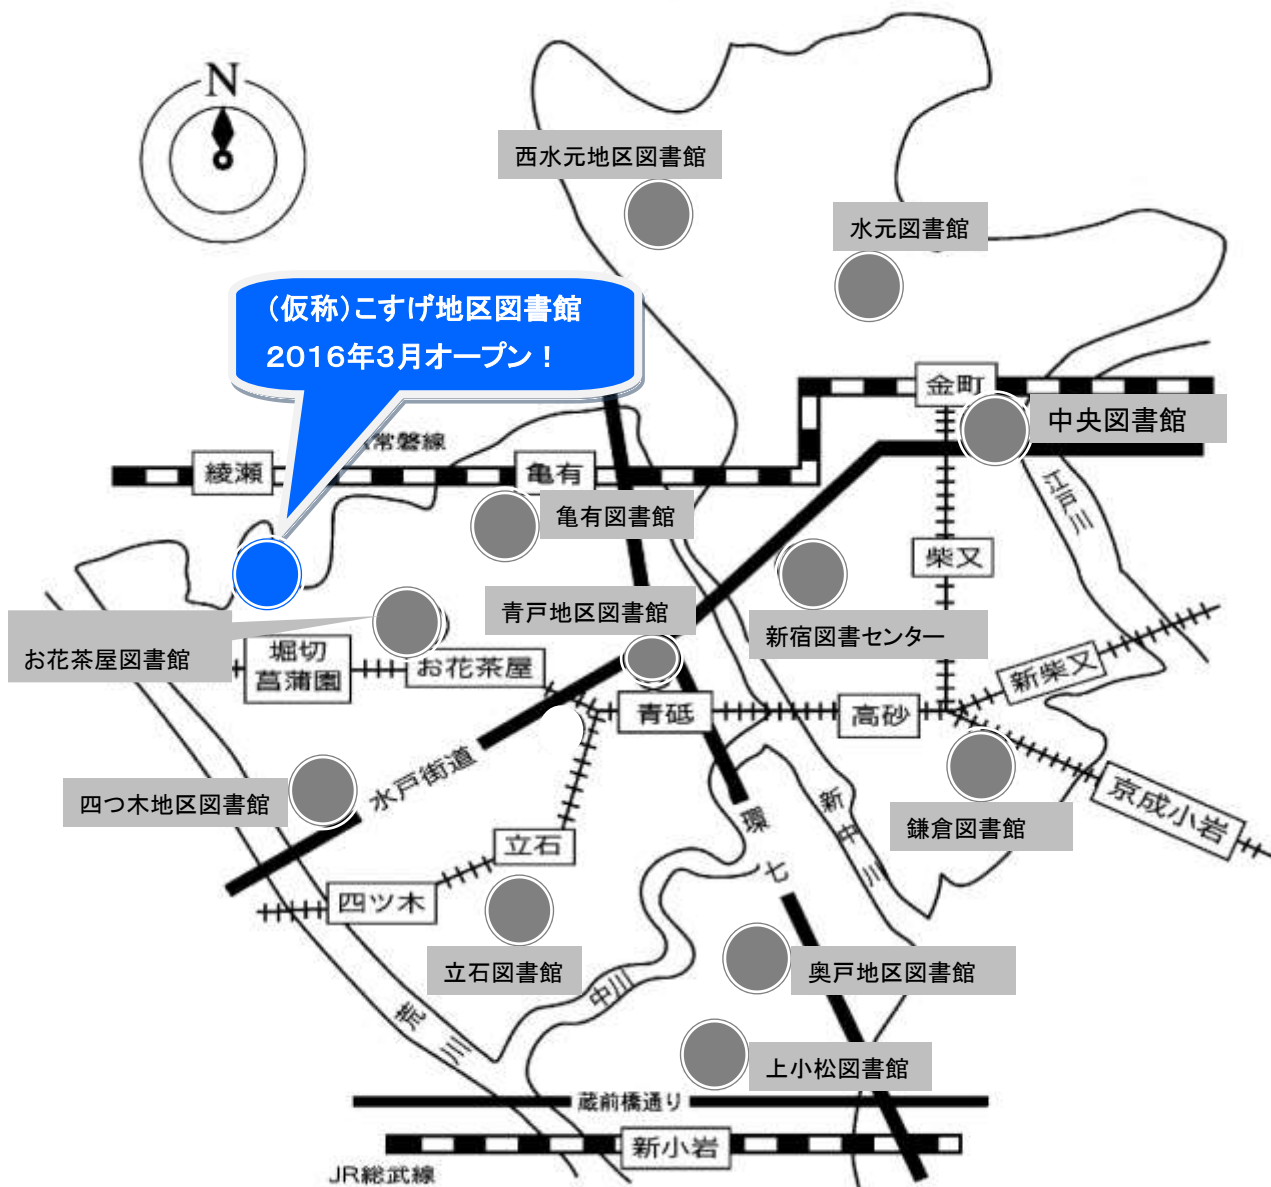 N
西水元地区図書館
水元図書館
（仮称）こすげ地区図書館
2016年3月オープン！
金町
中央図書館
常磐線
綾瀬
亀有
亀有図書館
江戸川
柴又
青戸地区図書館
新宿図書センター
お花茶屋図書館
堀切
菖蒲園
お花茶屋
新柴又
青砥
高砂
水戸街道
四つ木地区図書館
京成小岩
新中川
環七
鎌倉図書館
立石
四ツ木
立石図書館
奥戸地区図書館
中川
荒川
上小松図書館
蔵前橋通り
新小岩
JR総武線